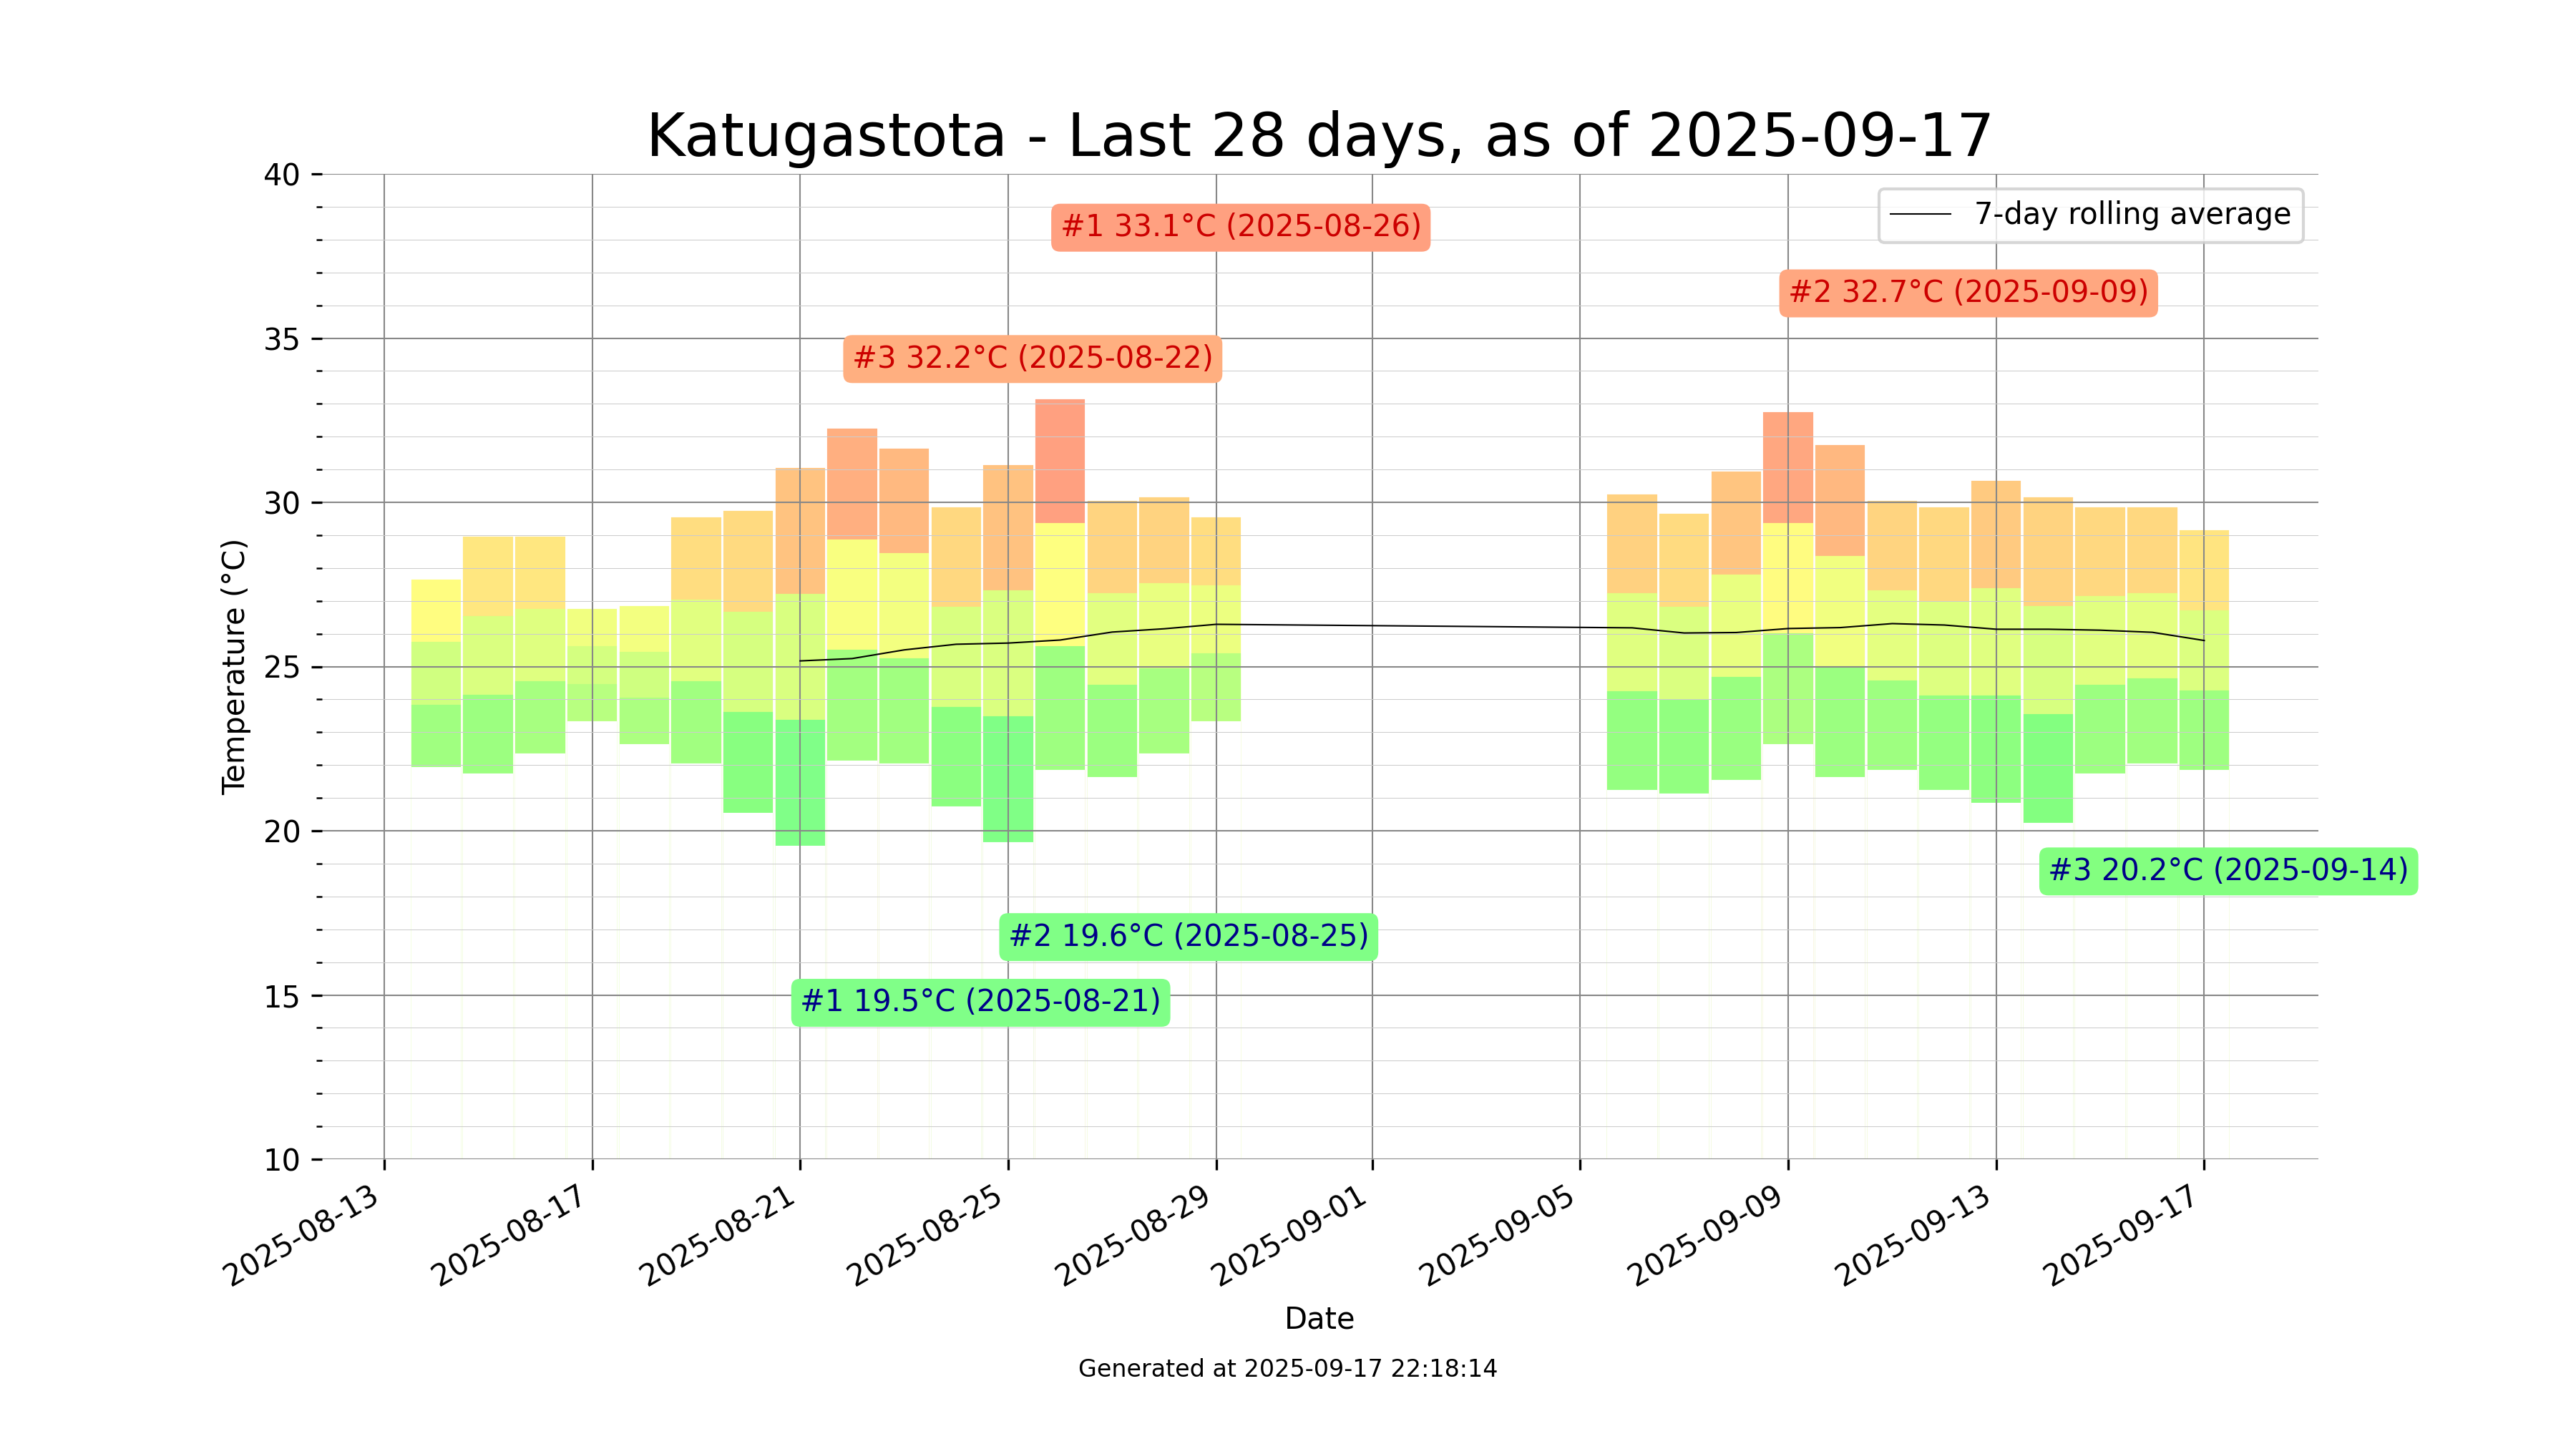 Katugastota - Last 28 days, as of 2025-09-17
7-day rolling average
#1 33.1°C (2025-08-26)
#2 32.7°C (2025-09-09)
#3 32.2°C (2025-08-22)
#3 20.2°C (2025-09-14)
#2 19.6°C (2025-08-25)
#1 19.5°C (2025-08-21)
Temperature (°C)
40
35
30
25
20
15
10
2025-08-13
2025-08-17
2025-08-21
2025-08-25
2025-08-29
2025-09-01
2025-09-05
2025-09-09
2025-09-13
2025-09-17
Date
Generated at 2025-09-17 22:18:14